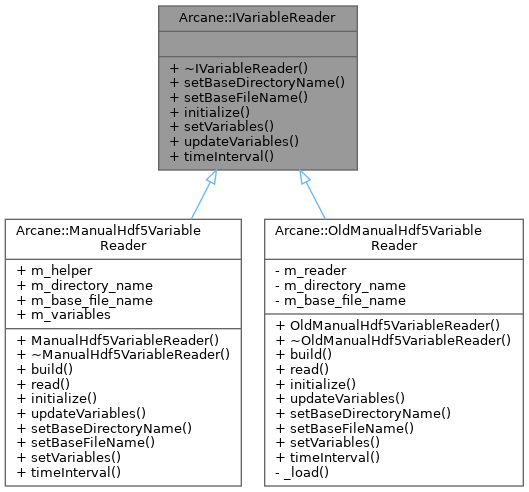 Arcane::IVariableReader
+ ~IVariableReader()
+ setBaseDirectoryName()
+ setBaseFileName()
+ initialize()
+ setVariables()
+ updateVariables()
+ timeInterval()
Arcane::ManualHdf5Variable
Reader
+ m_helper
+ m_directory_name
+ m_base_file_name
+ m_variables
+ ManualHdf5VariableReader()
+ ~ManualHdf5VariableReader()
+ build()
+ read()
+ initialize()
+ updateVariables()
+ setBaseDirectoryName()
+ setBaseFileName()
+ setVariables()
+ timeInterval()
Arcane::OldManualHdf5Variable
Reader
- m_reader
- m_directory_name
- m_base_file_name
+ OldManualHdf5VariableReader()
+ ~OldManualHdf5VariableReader()
+ build()
+ read()
+ initialize()
+ updateVariables()
+ setBaseDirectoryName()
+ setBaseFileName()
+ setVariables()
+ timeInterval()
- _load()